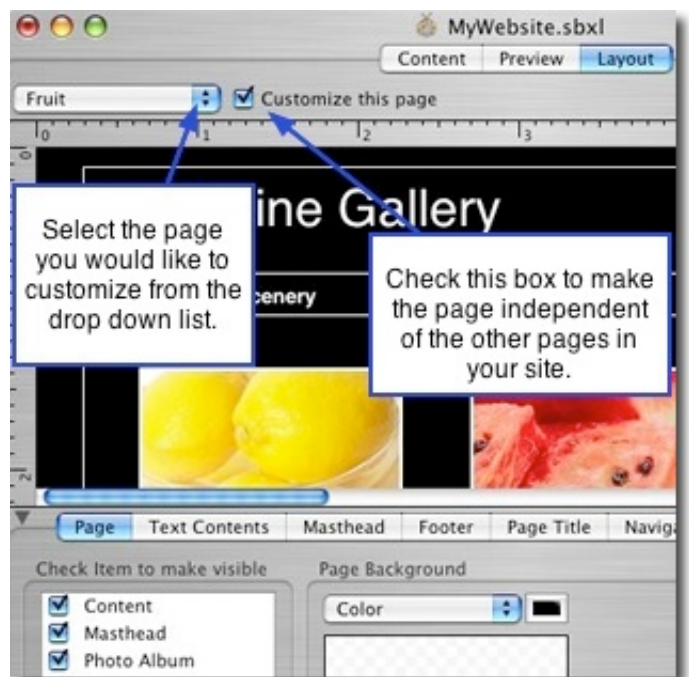 MyWebsite.sbxl
Content Preview Layout
Fruit Customize this page
0 1 2 3
0
Select the page
you would like to
customize from the
drop down list.
ine Gallery
cenery
Check this box to make
the page independent
of the other pages in
your site.
2
Page Text Contents Masthead Footer Page Title Naviga
Check Item to make visible Page Background
Content Color
Masthead
Photo Album